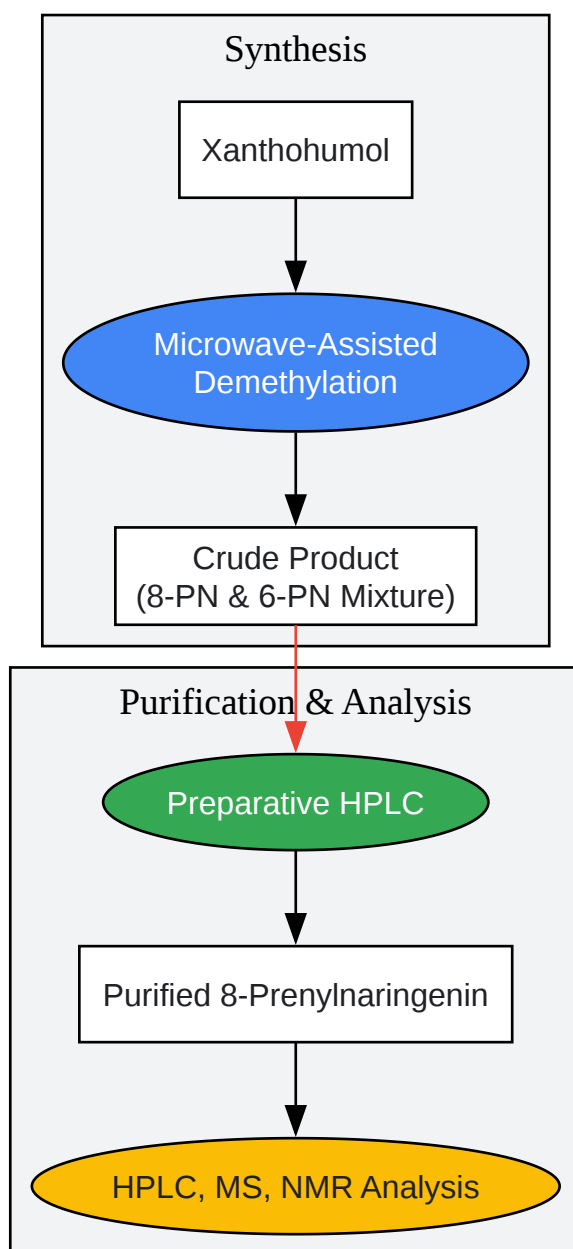 Synthesis
Xanthohumol
Microwave-Assisted
Demethylation
Crude Product
(8-PN & 6-PN Mixture)
Purification & Analysis
Preparative HPLC
Purified 8-Prenylnaringenin
HPLC, MS, NMR Analysis